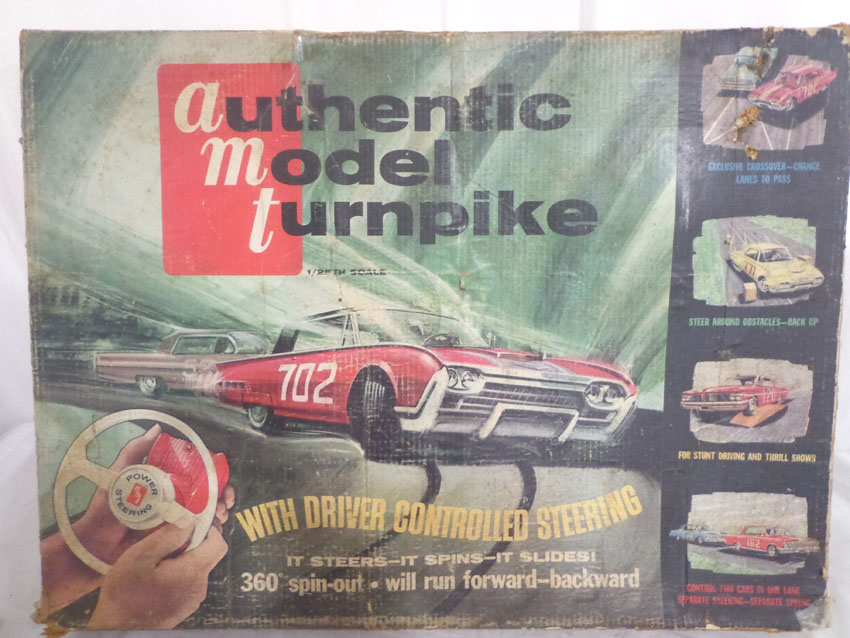 authentic
model
turnpike
1/25TH SCALE
702
POWER
STEERING
WITH DRIVER CONTROLLED STEERING
IT STEERS—IT SPINS—IT SLIDES!
360° spin-out • will run forward–backward
702
EXCLUSIVE CROSSOVER—CHANGE
LANES TO PASS
STEER AROUND OBSTACLES—BACK UP
FOR STUNT DRIVING AND THRILL SHOWS
CONTROL TWO CARS IN ONE LANE
SEPARATE STEERING—SEPARATE SPEEDS